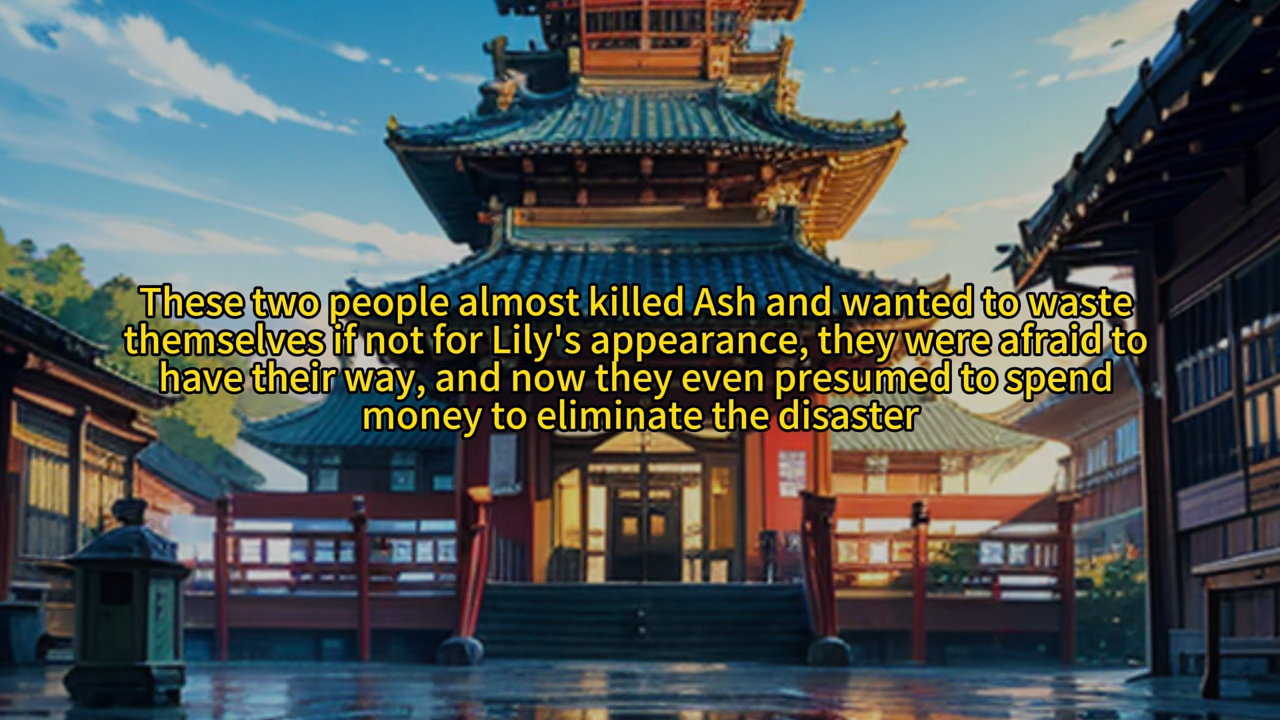 These two people almost killed Ash and wanted to waste
themselves if not for Lily's appearance, they were afraid to
have their way, and now they even presumed to spend
money to eliminate the disaster